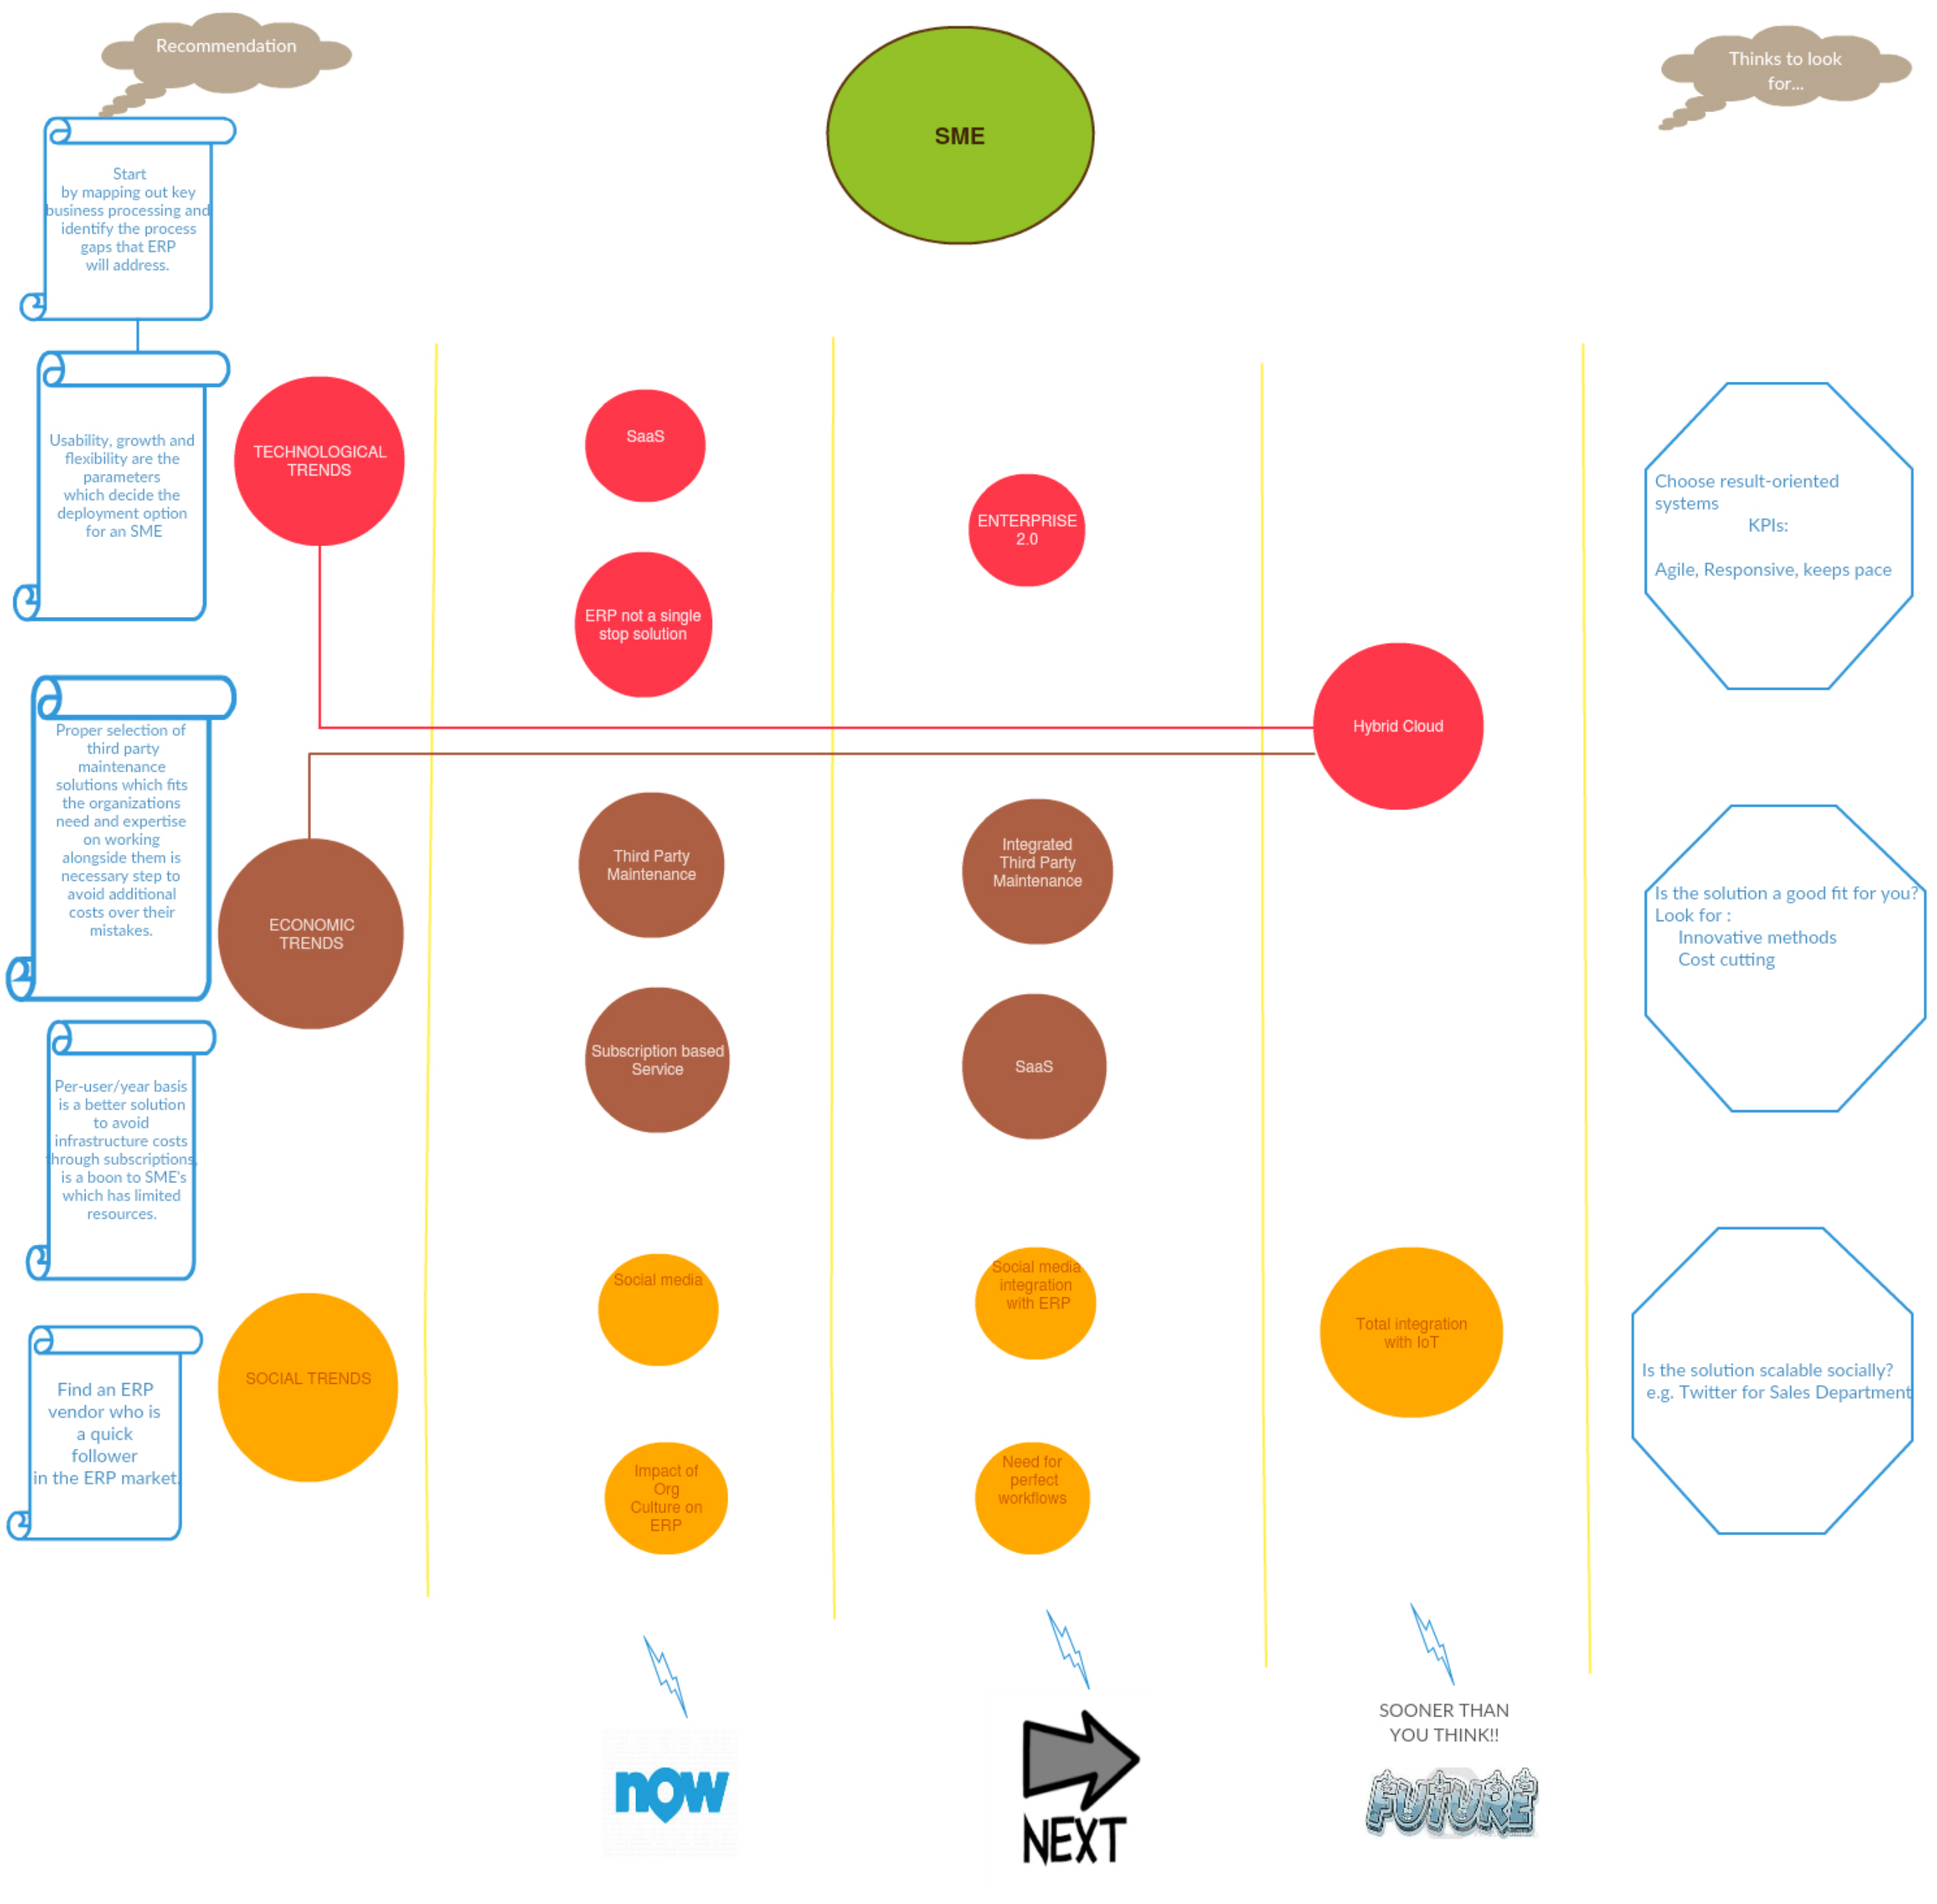 Recommendation
Thinks to look
for...
SME
Start
by mapping out key
business processing and
identify the process
gaps that ERP
will address.
Usability, growth and
flexibility are the
parameters
which decide the
deployment option
for an SME
TECHNOLOGICAL
TRENDS
SaaS
ERP not a single
stop solution
ENTERPRISE
2.0
Hybrid Cloud
Choose result-oriented
systems
KPIs:
Agile, Responsive, keeps pace
Proper selection of
third party
maintenance
solutions which fits
the organizations
need and expertise
on working
alongside them is
necessary step to
avoid additional
costs over their
mistakes.
ECONOMIC
TRENDS
Third Party
Maintenance
Integrated
Third Party
Maintenance
Subscription based
Service
SaaS
Is the solution a good fit for you?
Look for :
Innovative methods
Cost cutting
Per-user/year basis
is a better solution
to avoid
infrastructure costs
through subscriptions,
is a boon to SME's
which has limited
resources.
Find an ERP
vendor who is
a quick
follower
in the ERP market.
SOCIAL TRENDS
Social media
Impact of
Org
Culture on
ERP
Social media
integration
with ERP
Need for
perfect
workflows
Total integration
with IoT
Is the solution scalable socially?
e.g. Twitter for Sales Department
now
NEXT
SOONER THAN
YOU THINK!!
FUTURE